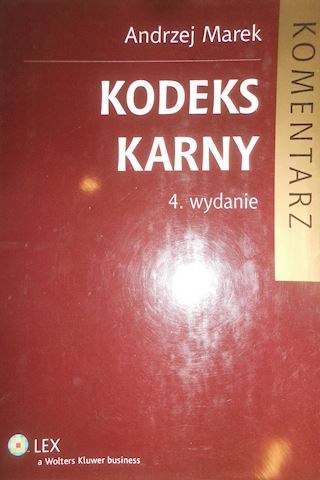 Andrzej Marek
KODEKS
KARNY
4. wydanie
KOMENTARZ
LEX
a Wolters Kluwer business